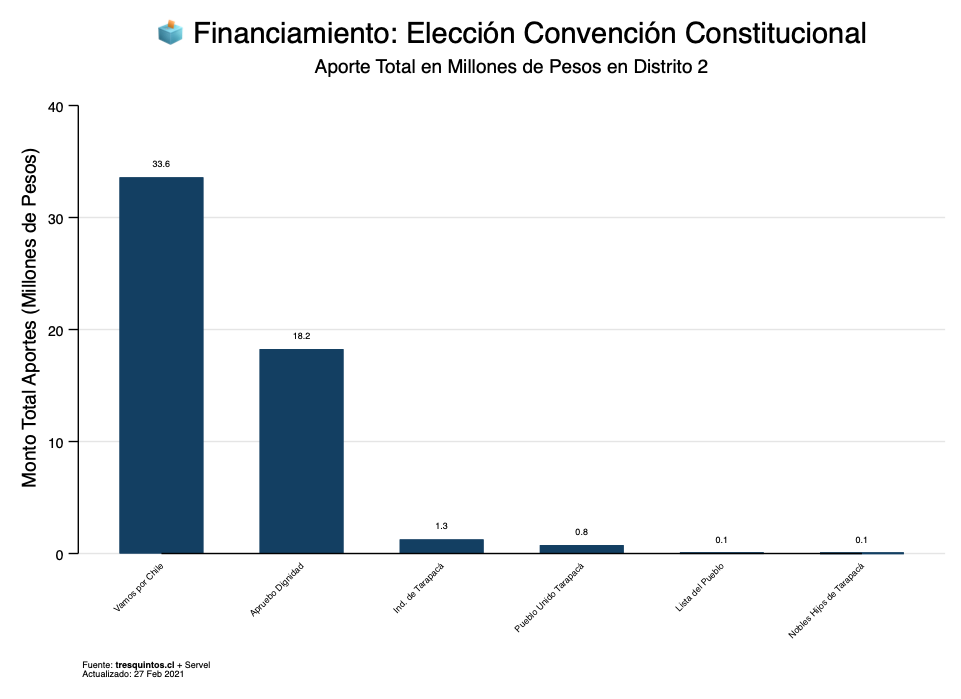 Financiamiento: Elección Convención Constitucional
Aporte Total en Millones de Pesos en Distrito 2
Monto Total Aportes (Millones de Pesos)
40
30
20
10
0
33.6
18.2
1.3
0.8
0.1
0.1
Vamos por Chile
Apruebo Dignidad
Ind. de Tarapacá
Pueblo Unido Tarapacá
Lista del Pueblo
Nobles Hijos de Tarapacá
Fuente: tresquintos.cl + Servel
Actualizado: 27 Feb 2021